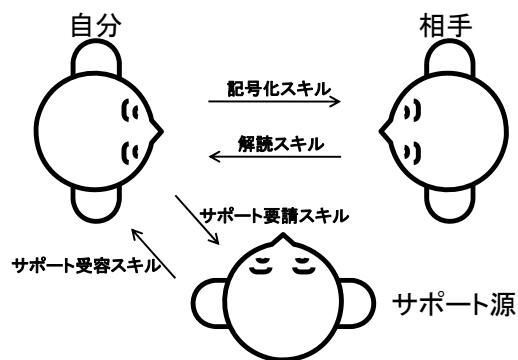 自分
相手
記号化スキル
解読スキル
サポート要請スキル
サポート受容スキル
サポート源